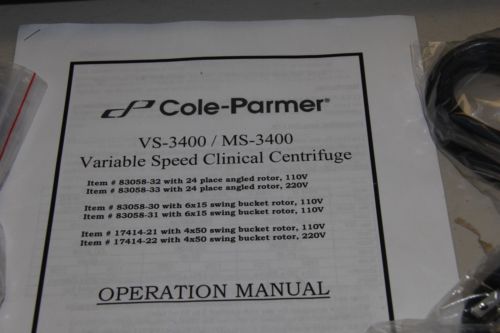 Cole-Parmer®
VS-3400 / MS-3400
Variable Speed Clinical Centrifuge
Item # 83058-32 with 24 place angled rotor, 110V
Item # 83058-33 with 24 place angled rotor, 220V
Item # 83058-30 with 6x15 swing bucket rotor, 110V
Item # 83058-31 with 6x15 swing bucket rotor, 110V
Item # 17414-21 with 4x50 swing bucket rotor, 110V
Item # 17414-22 with 4x50 swing bucket rotor, 220V
OPERATION MANUAL